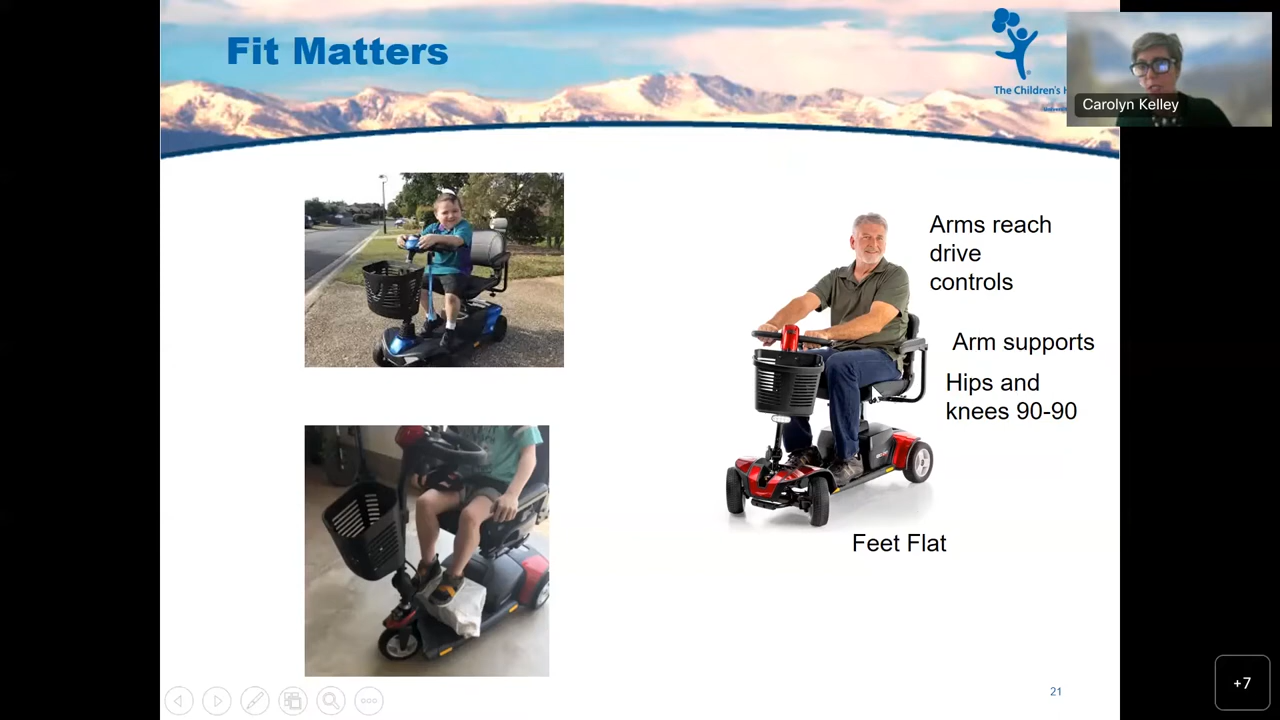 Fit Matters
The Children's H
Carolyn Kelley
Arms reach
drive
controls
Arm supports
Hips and
knees 90-90
Feet Flat
21
+7